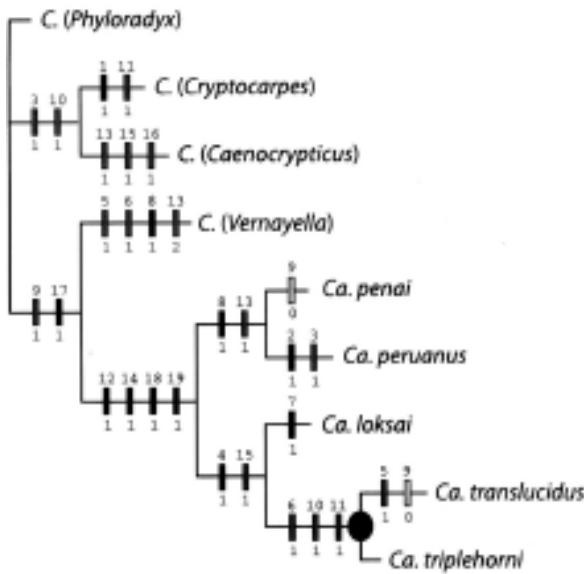 C. (Phyloradyx)
1 11
3 10
C. (Cryptocarpes)
1 1
1 1
13 15 16
C. (Caenocrypticus)
1 1 1
5 6 8 13
C. (Vernayella)
1 1 1 2
9
9 17
Ca. penai
8 13
0
1 1
1 1
2 3
Ca. peruanus
12 14 18 19
1 1
1 1 1 1
7
Ca. loksai
4 15
1
1 1
5 9
Ca. translucidus
6 10 11
1 0
1 1 1
Ca. triplehorni